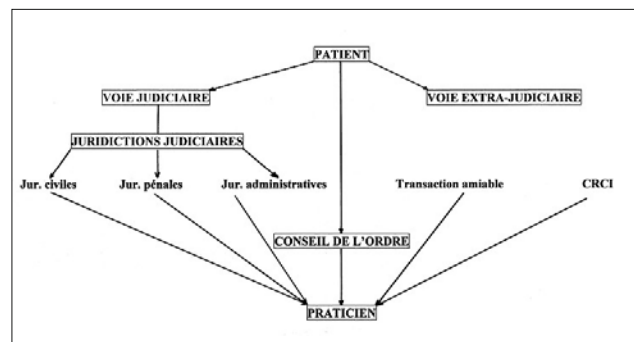 PATIENT
VOIE JUDICIAIRE
VOIE EXTRA-JUDICIAIRE
JURIDICTIONS JUDICIAIRES
Jur. civiles
Jur. pénales
Jur. administratives
Transaction amiable
CRCI
CONSEIL DE L'ORDRE
PRATICIEN